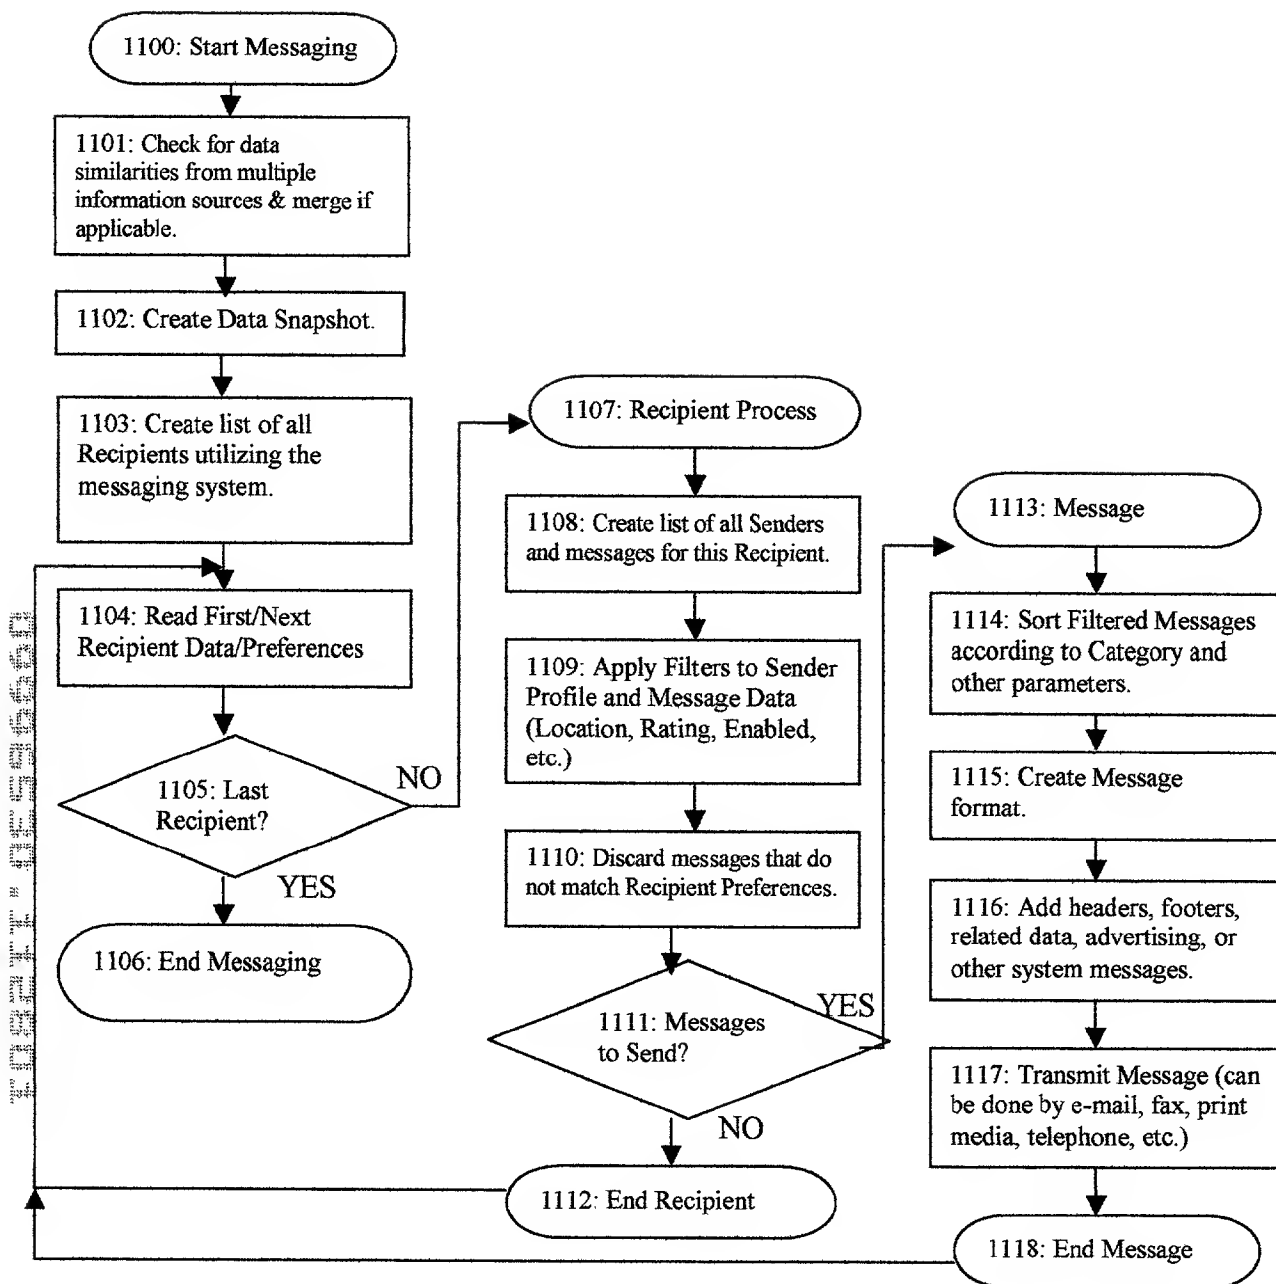 1100: Start Messaging
1101: Check for data
similarities from multiple
information sources & merge if
applicable.
1102: Create Data Snapshot.
1103: Create list of all
Recipients utilizing the
messaging system.
1104: Read First/Next
Recipient Data/Preferences
1105: Last
Recipient?
NO
YES
1106: End Messaging
1107: Recipient Process
1108: Create list of all Senders
and messages for this Recipient.
1109: Apply Filters to Sender
Profile and Message Data
(Location, Rating, Enabled,
etc.)
1110: Discard messages that do
not match Recipient Preferences.
1111: Messages
to Send?
YES
NO
1112: End Recipient
1113: Message
1114: Sort Filtered Messages
according to Category and
other parameters.
1115: Create Message
format.
1116: Add headers, footers,
related data, advertising, or
other system messages.
1117: Transmit Message (can
be done by e-mail, fax, print
media, telephone, etc.)
1118: End Message